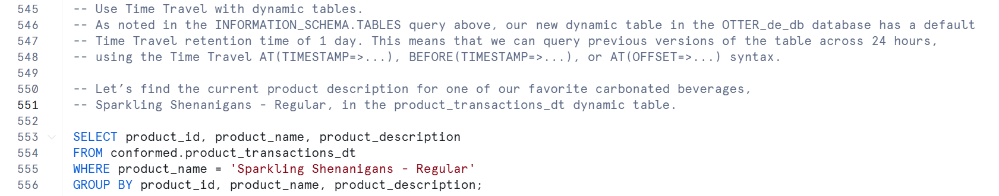 545 -- Use Time Travel with dynamic tables.
546 -- As noted in the INFORMATION_SCHEMA.TABLES query above, our new dynamic table in the OTTER_de_db database has a default
547 -- Time Travel retention time of 1 day. This means that we can query previous versions of the table across 24 hours,
548 -- using the Time Travel AT(TIMESTAMP=>...), BEFORE(TIMESTAMP=>...), or AT(OFFSET=>...) syntax.
549
550 -- Let's find the current product description for one of our favorite carbonated beverages,
551 -- Sparkling Shenanigans - Regular, in the product_transactions_dt dynamic table.
552
553 SELECT product_id, product_name, product_description
554 FROM conformed.product_transactions_dt
555 WHERE product_name = 'Sparkling Shenanigans - Regular'
556 GROUP BY product_id, product_name, product_description;